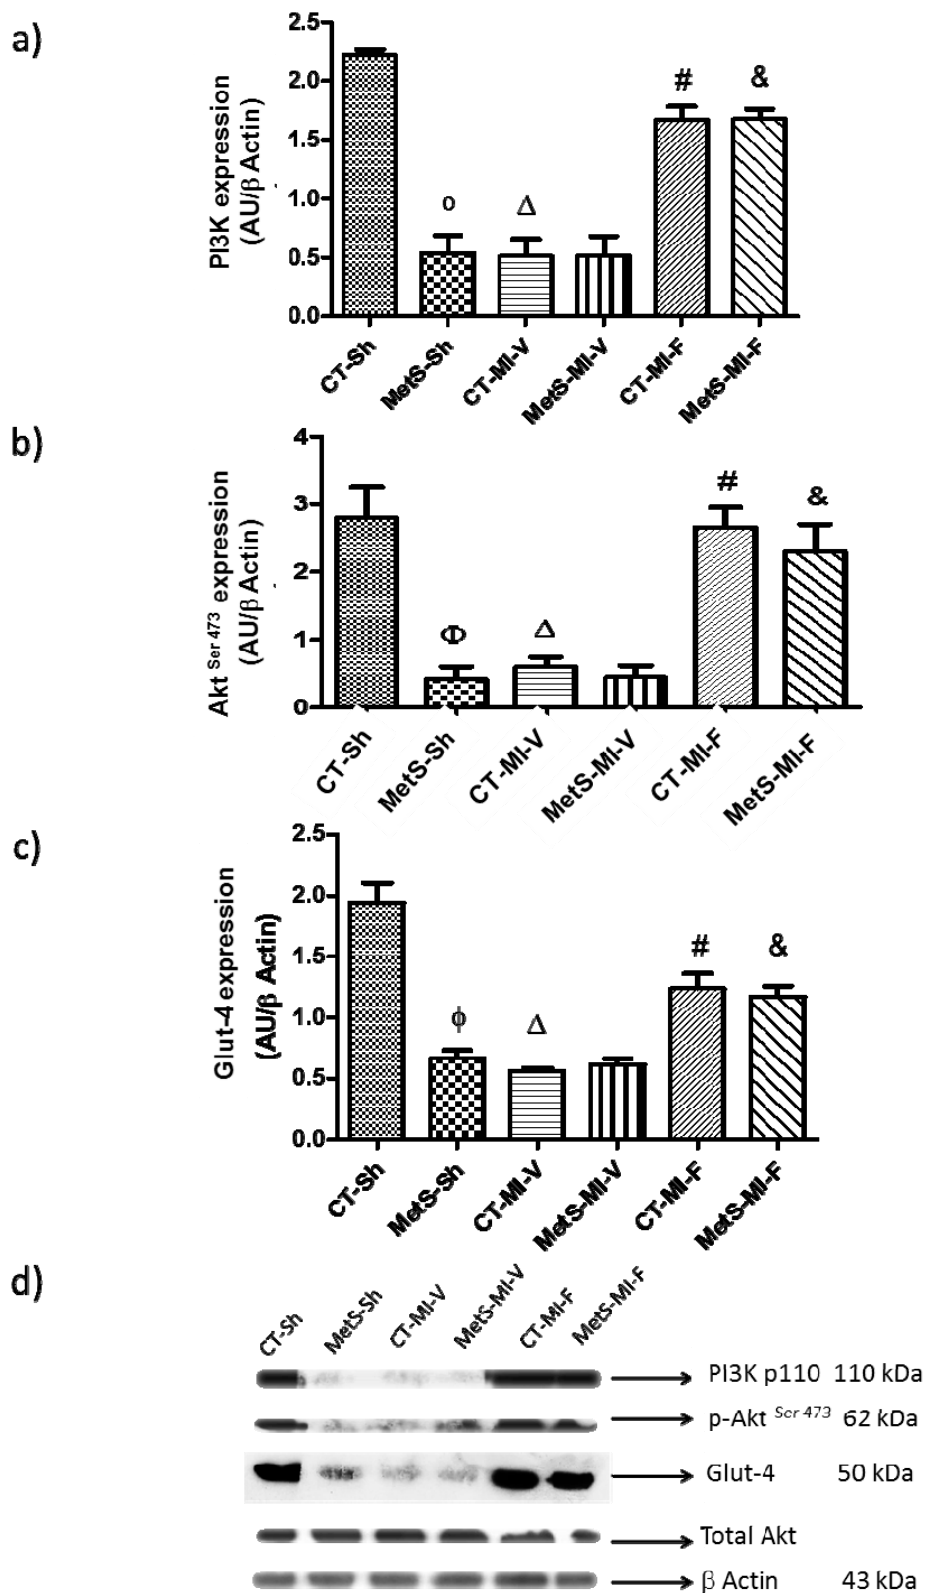 a)
PI3K expression
(AU/β Actin)
2.5
2.0
1.5
1.0
0.5
0.0
o
Δ
#
&
CT-Sh
MetS-Sh
CT-MI-V
MetS-MI-V
CT-MI-F
MetS-MI-F
b)
Akt Ser 473 expression
(AU/β Actin)
4
3
2
1
0
Φ
Δ
#
&
CT-Sh
MetS-Sh
CT-MI-V
MetS-MI-V
CT-MI-F
MetS-MI-F
c)
Glut-4 expression
(AU/β Actin)
2.5
2.0
1.5
1.0
0.5
0.0
ϕ
Δ
#
&
CT-Sh
MetS-Sh
CT-MI-V
MetS-MI-V
CT-MI-F
MetS-MI-F
d)
CT-Sh
MetS-Sh
CT-MI-V
MetS-MI-V
CT-MI-F
MetS-MI-F
PI3K p110 110 kDa
p-Akt Ser 473 62 kDa
Glut-4 50 kDa
Total Akt
β Actin 43 kDa